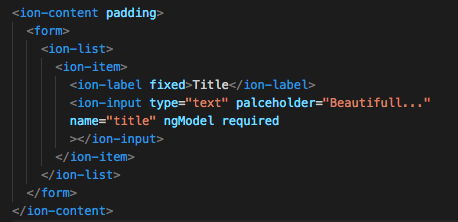 <ion-content padding>
<form>
<ion-list>
<ion-item>
<ion-label fixed>Title</ion-label>
<ion-input type="text" palceholder="Beautifull..."
name="title" ngModel required
></ion-input>
</ion-item>
</ion-list>
</form>
</ion-content>